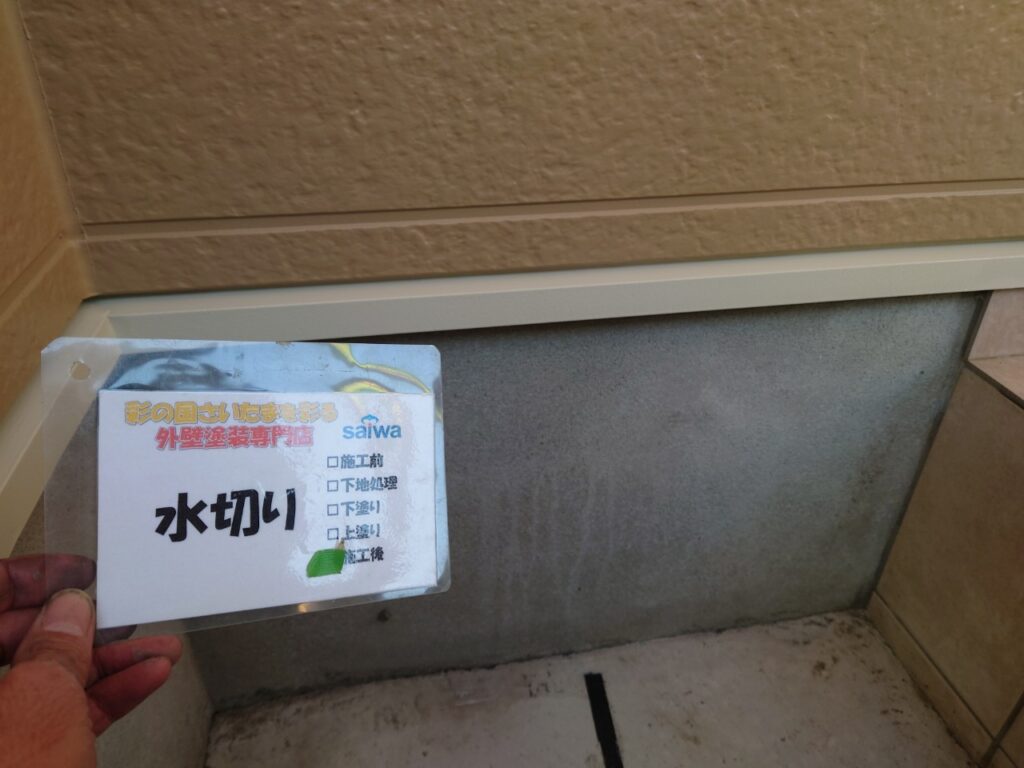 彩の国さいたまを彩る
外壁塗装専門店
saiwa
水切り
□施工前
□下地処理
□下塗り
□上塗り
施工後